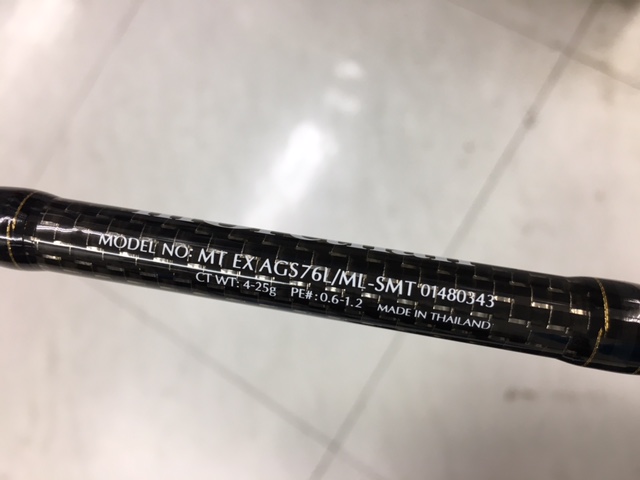 MODEL NO: MT EX AGS76L/ML-SMT 01480343
CT WT: 4-25g PE#: 0.6-1.2 MADE IN THAILAND